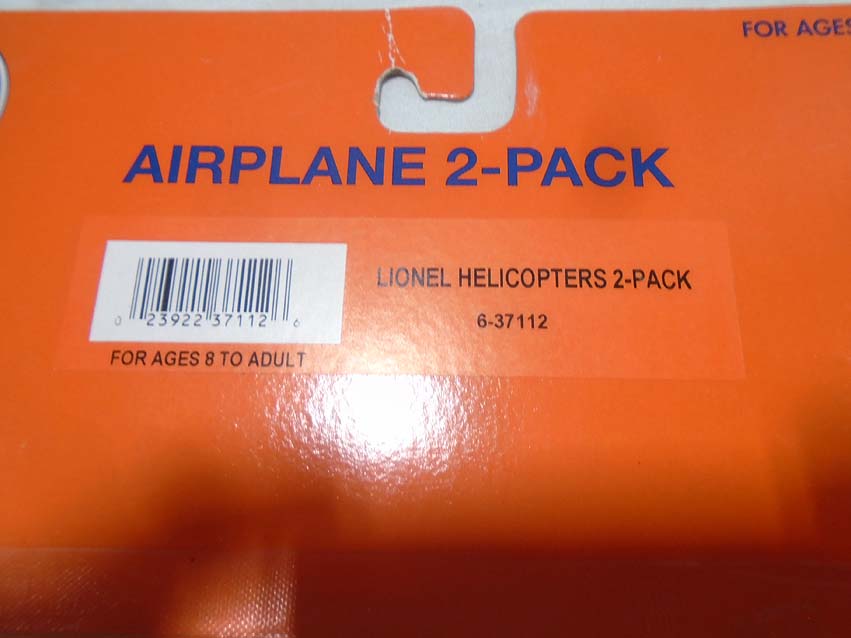 FOR AGES
AIRPLANE 2-PACK
LIONEL HELICOPTERS 2-PACK
6-37112
0 23922 37112 6
FOR AGES 8 TO ADULT